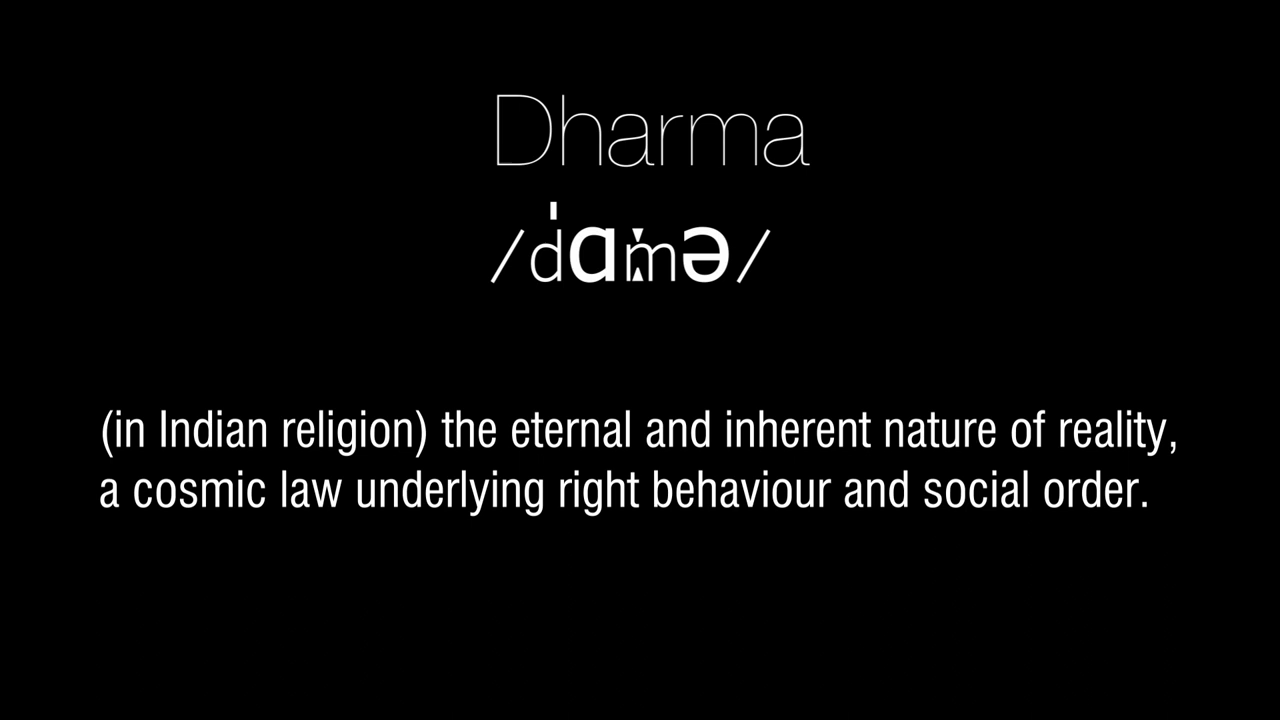 Dharma
/dˈɑːmə/
(in Indian religion) the eternal and inherent nature of reality,
a cosmic law underlying right behaviour and social order.